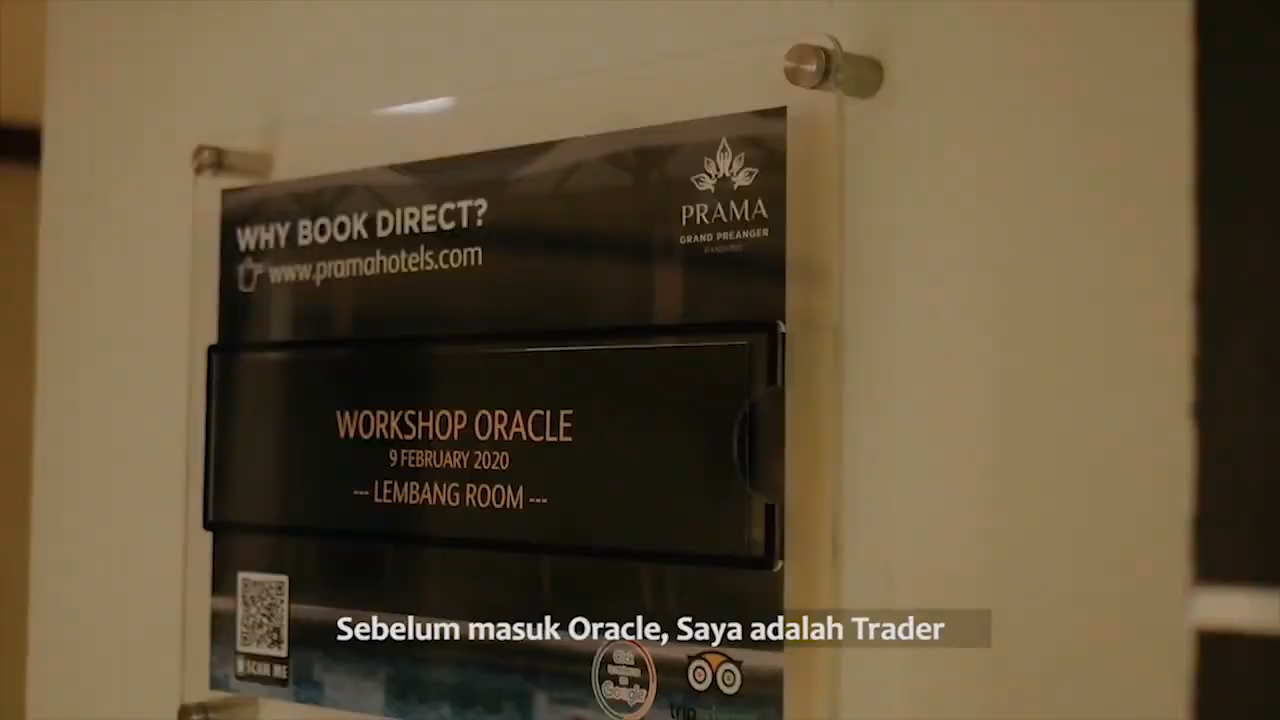 WHY BOOK DIRECT?
www.pramahotels.com
PRAMA
GRAND PREANGER
WORKSHOP ORACLE
9 FEBRUARY 2020
--- LEMBANG ROOM ---
SCAN ME
Sebelum masuk Oracle, Saya adalah Trader
Google